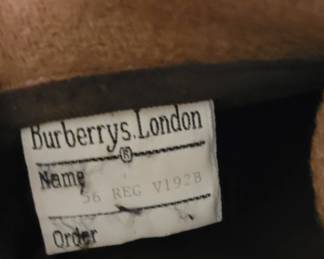 Burberrys.London
®
Name
56 REG V192B
Order